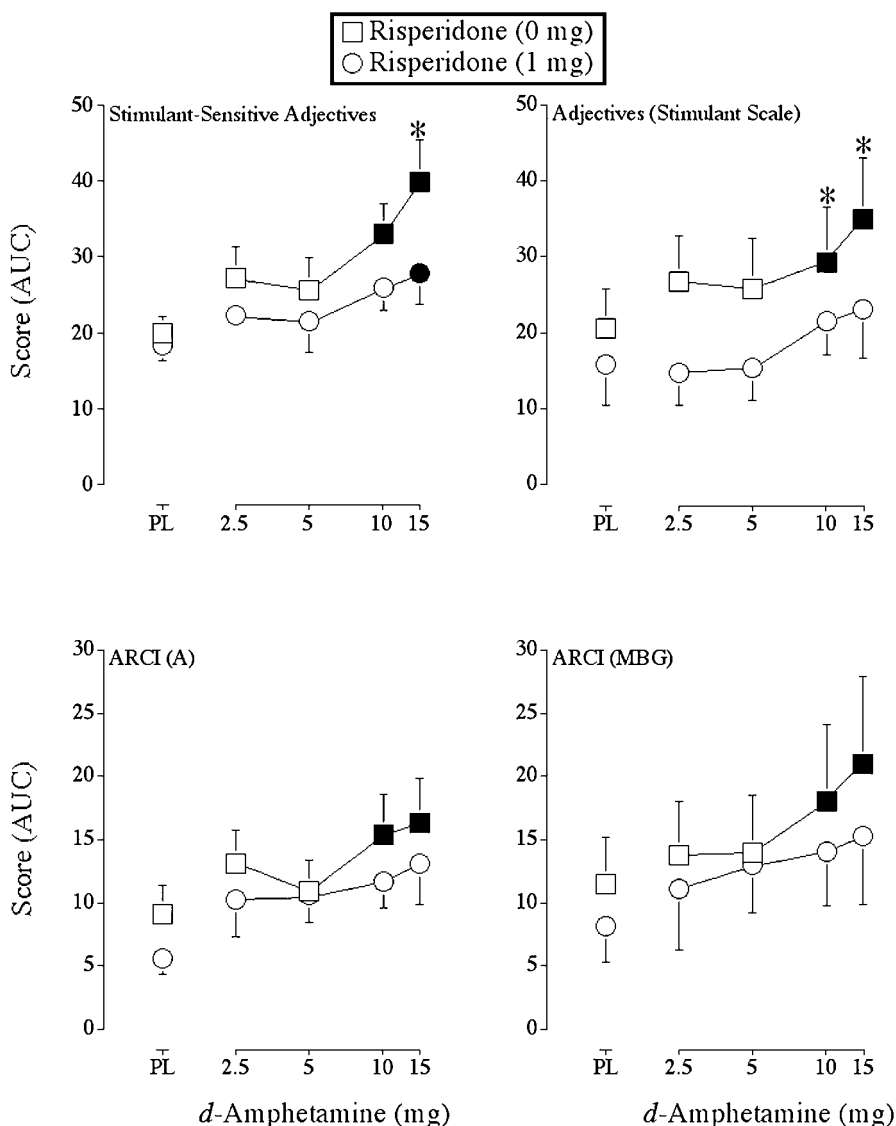 Risperidone (0 mg)
Risperidone (1 mg)
Stimulant-Sensitive Adjectives
50
40
30
20
10
0
Score (AUC)
*
PL 2.5 5 10 15
Adjectives (Stimulant Scale)
50
40
30
20
10
0
* *
PL 2.5 5 10 15
ARCI (A)
30
25
20
15
10
5
0
Score (AUC)
PL 2.5 5 10 15
d-Amphetamine (mg)
ARCI (MBG)
30
25
20
15
10
5
0
PL 2.5 5 10 15
d-Amphetamine (mg)